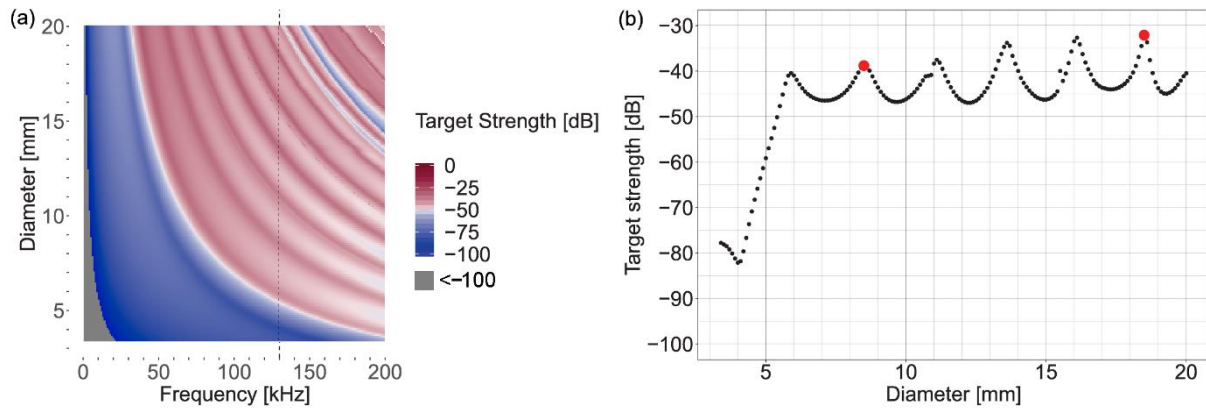 (a)
20
15
10
5
Diameter [mm]
0 50 100 150 200
Frequency [kHz]
Target Strength [dB]
0
−25
−50
−75
−100
<−100
(b)
−30
−40
−50
−60
−70
−80
−90
−100
Target strength [dB]
5 10 15 20
Diameter [mm]